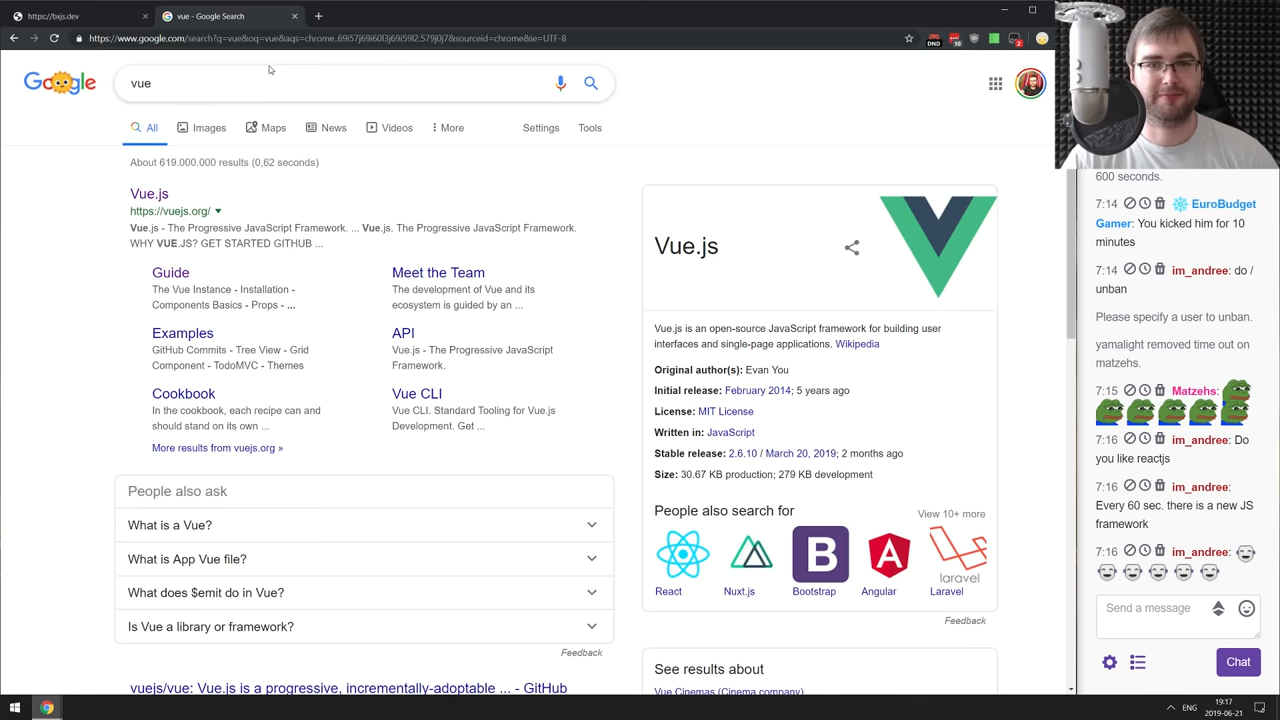 https://bxjs.dev
vue - Google Search
https://www.google.com/search?q=vue&oq=vue&aqs=chrome..69i57j69i60l3j69i59l2.579j0j7&sourceid=chrome&ie=UTF-8
DND
10
2
Google
vue
All
Images
Maps
News
Videos
More
Settings
Tools
About 619.000.000 results (0,62 seconds)
Vue.js
https://vuejs.org/
Vue.js - The Progressive JavaScript Framework. ... Vue.js. The Progressive JavaScript Framework.
WHY VUE.JS? GET STARTED GITHUB ...
Guide
The Vue Instance - Installation -
Components Basics - Props - ...
Meet the Team
The development of Vue and its
ecosystem is guided by an ...
Examples
GitHub Commits - Tree View - Grid
Component - TodoMVC - Themes
API
Vue.js - The Progressive JavaScript
Framework.
Cookbook
In the cookbook, each recipe can and
should stand on its own ...
Vue CLI
Vue CLI. Standard Tooling for Vue.js
Development. Get ...
More results from vuejs.org »
People also ask
What is a Vue?
What is App Vue file?
What does $emit do in Vue?
Is Vue a library or framework?
Feedback
vuejs/vue: Vue.js is a progressive, incrementally-adoptable ... - GitHub
Vue.js
Vue.js is an open-source JavaScript framework for building user
interfaces and single-page applications. Wikipedia
Original author(s): Evan You
Initial release: February 2014; 5 years ago
License: MIT License
Written in: JavaScript
Stable release: 2.6.10 / March 20, 2019; 2 months ago
Size: 30.67 KB production; 279 KB development
People also search for
View 10+ more
B
A
laravel
React
Nuxt.js
Bootstrap
Angular
Laravel
Feedback
See results about
Vue Cinemas (Cinema company)
600 seconds.
7:14 EuroBudget
Gamer: You kicked him for 10
minutes
7:14 im_andree: do /
unban
Please specify a user to unban.
yamalight removed time out on
matzehs.
7:15 Matzehs:
7:16 im_andree: Do
you like reactjs
7:16 im_andree:
Every 60 sec. there is a new JS
framework
7:16 im_andree:
Send a message
Chat
ENG
19:17
2019-06-21